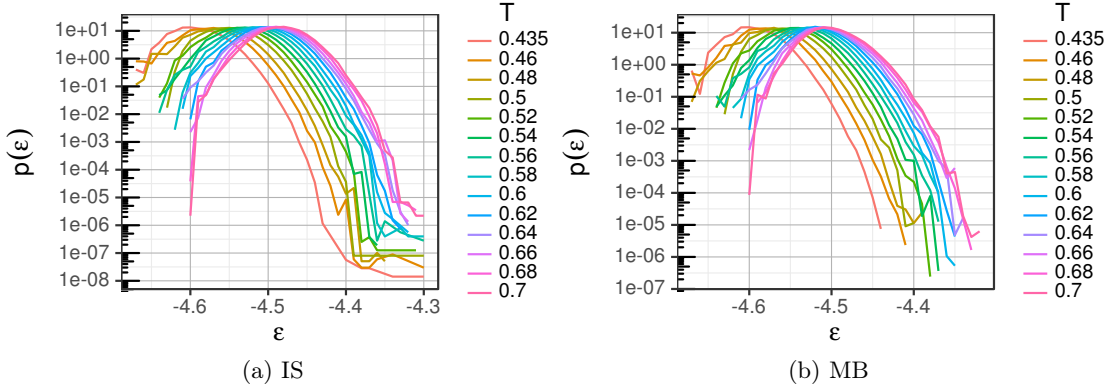 T
1e+01
1e+00
1e-01
1e-02
1e-03
1e-04
1e-05
1e-06
1e-07
1e-08
p(ε)
-4.6
-4.5
-4.4
-4.3
ε
0.435
0.46
0.48
0.5
0.52
0.54
0.56
0.58
0.6
0.62
0.64
0.66
0.68
0.7
(a) IS
T
1e+01
1e+00
1e-01
1e-02
1e-03
1e-04
1e-05
1e-06
1e-07
p(ε)
-4.6
-4.5
-4.4
ε
0.435
0.46
0.48
0.5
0.52
0.54
0.56
0.58
0.6
0.62
0.64
0.66
0.68
0.7
(b) MB